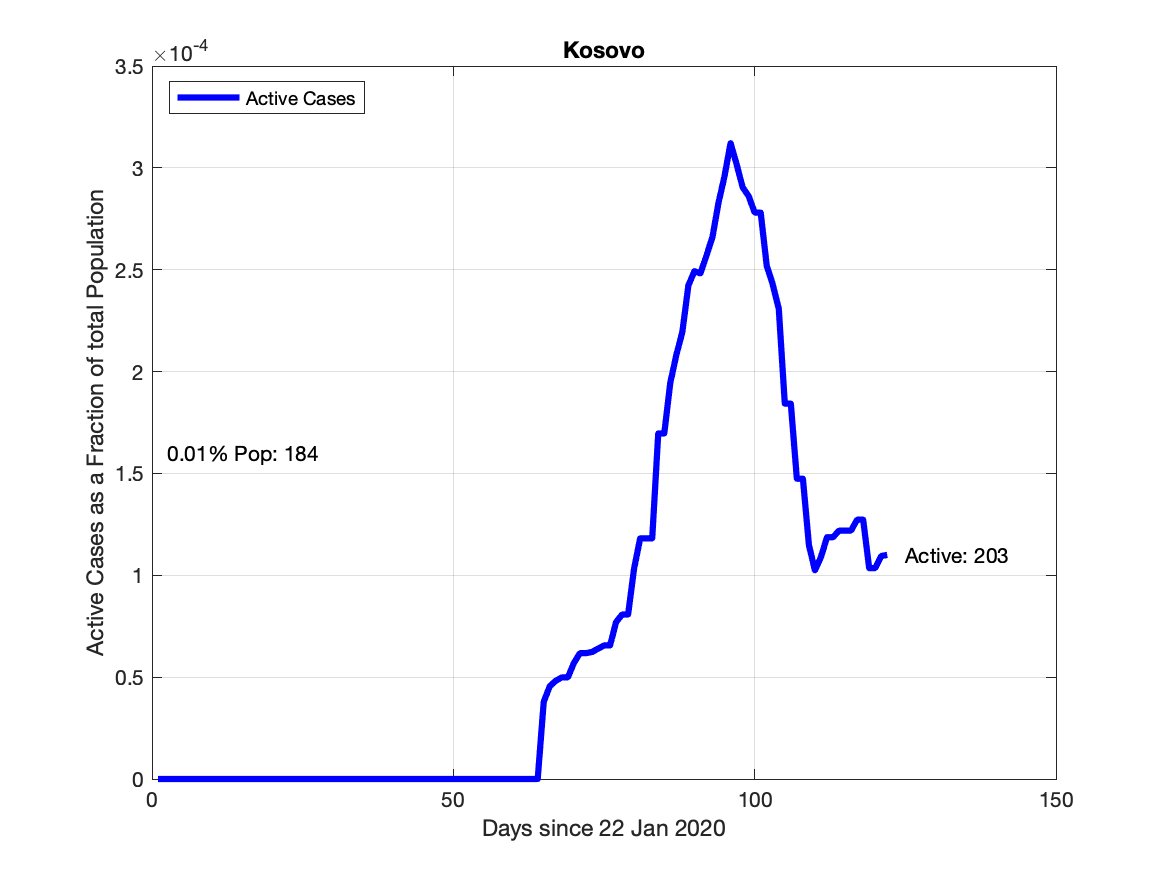 Kosovo
×10-4
3.5
3
2.5
2
1.5
1
0.5
0
Active Cases
0.01% Pop: 184
Active: 203
0 50 100 150
Days since 22 Jan 2020
Active Cases as a Fraction of total Population